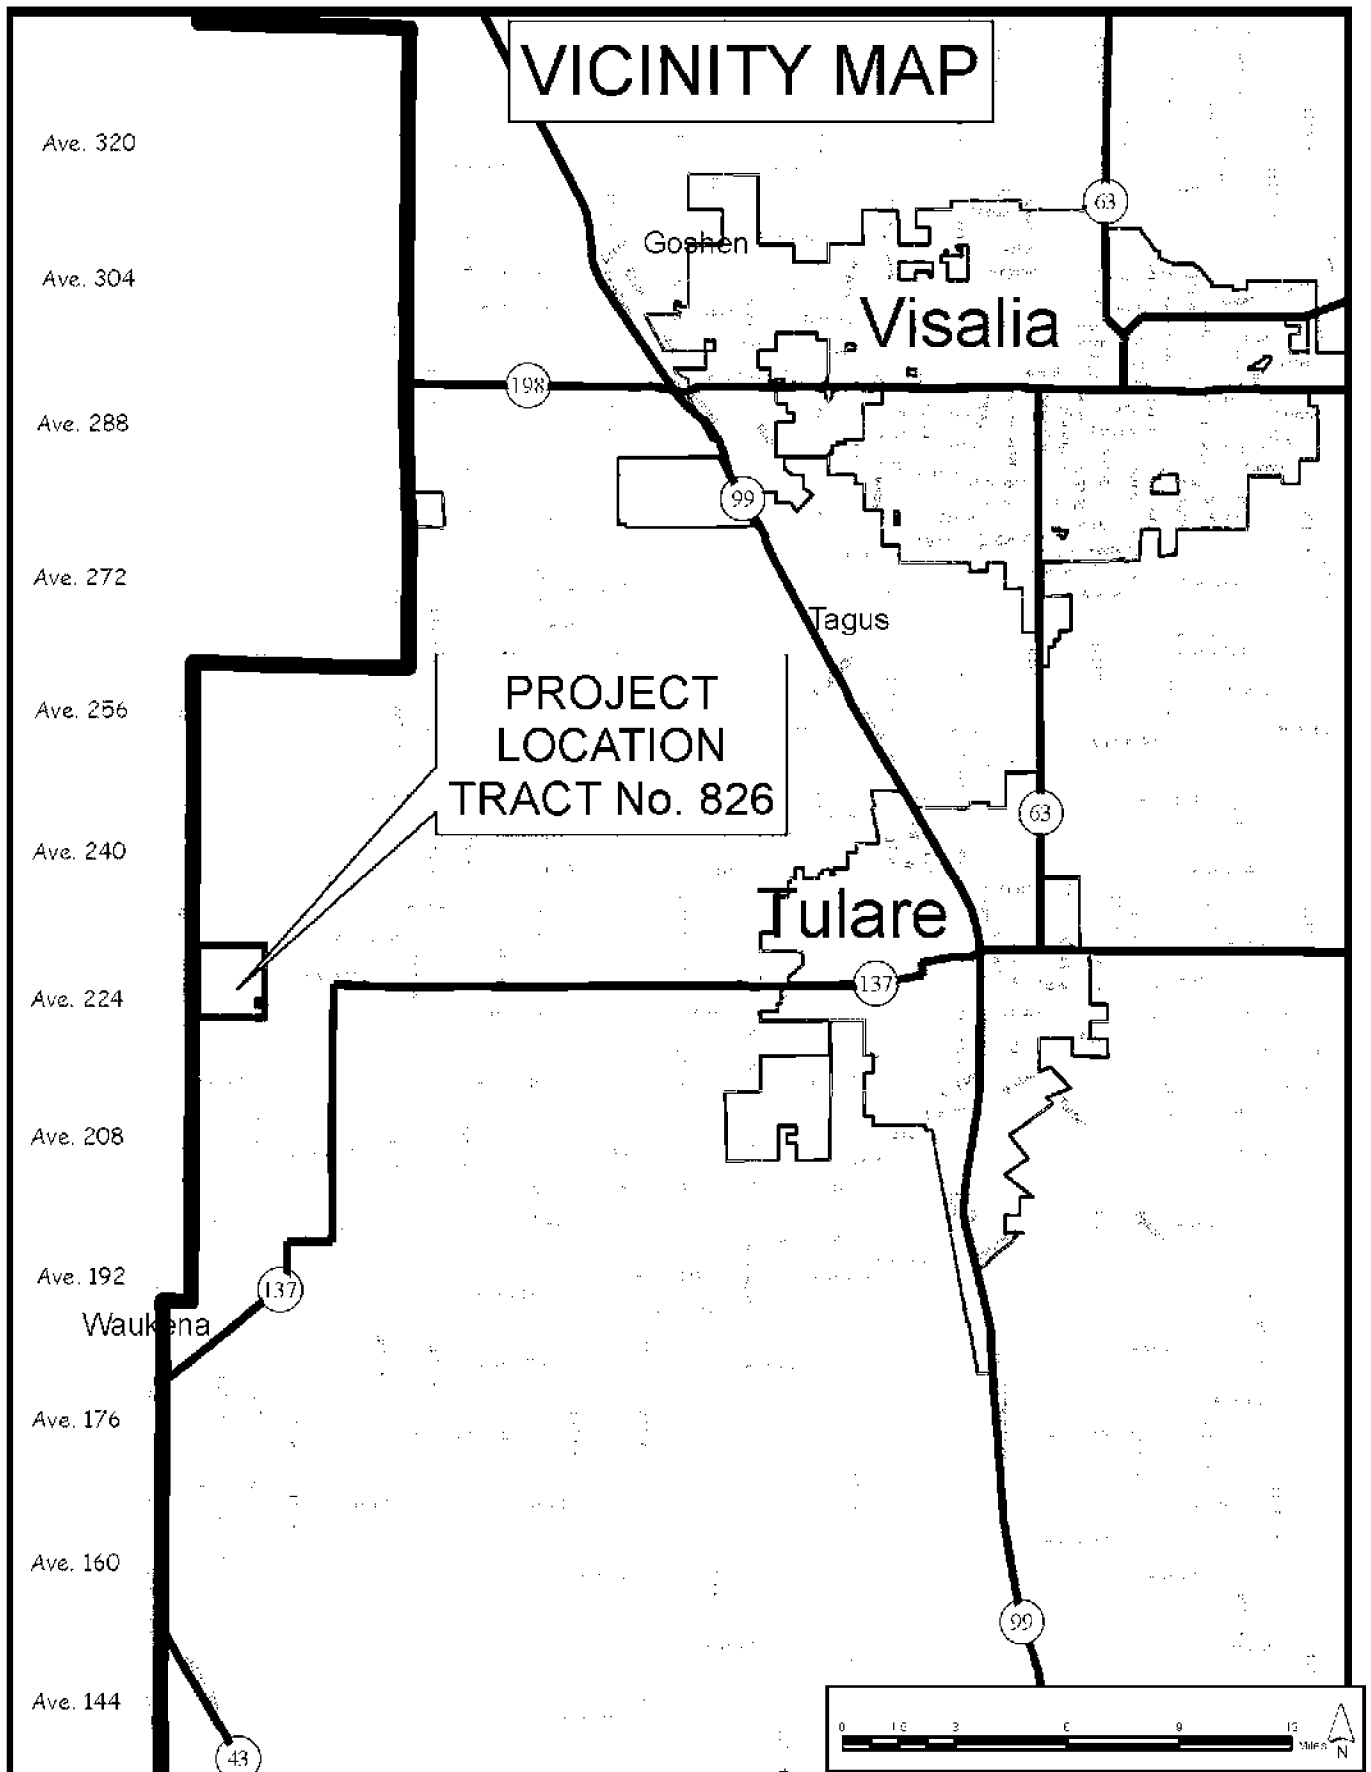 VICINITY MAP
Ave. 320
63
Goshen
Ave. 304
Visalia
198
Ave. 288
99
Ave. 272
Tagus
PROJECT
LOCATION
TRACT No. 826
Ave. 256
63
Ave. 240
Tulare
137
Ave. 224
Ave. 208
Ave. 192
137
Waukena
Ave. 176
Ave. 160
99
Ave. 144
43
0 3 6 9
Miles
N